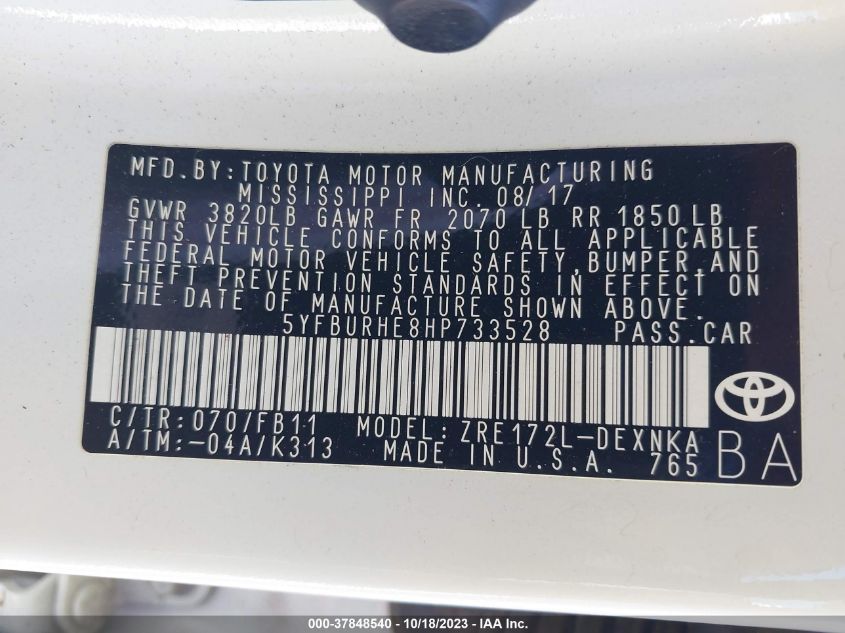 MFD.BY:TOYOTA MOTOR MANUFACTURING
MISSISSIPPI INC. 08/17
GVWR 3820LB GAWR FR 2070 LB RR 1850 LB
THIS VEHICLE CONFORMS TO ALL APPLICABLE
FEDERAL MOTOR VEHICLE SAFETY,BUMPER,AND
THEFT PREVENTION STANDARDS IN EFFECT ON
THE DATE OF MANUFACTURE SHOWN ABOVE.
5YFBURHE8HP733528 PASS.CAR
C/TR:070/FB11 MODEL:ZRE172L-DEXNKA
A/TM:-04A/K313 MADE IN U.S.A. 765
BA
000-37848540 - 10/18/2023 - IAA Inc.